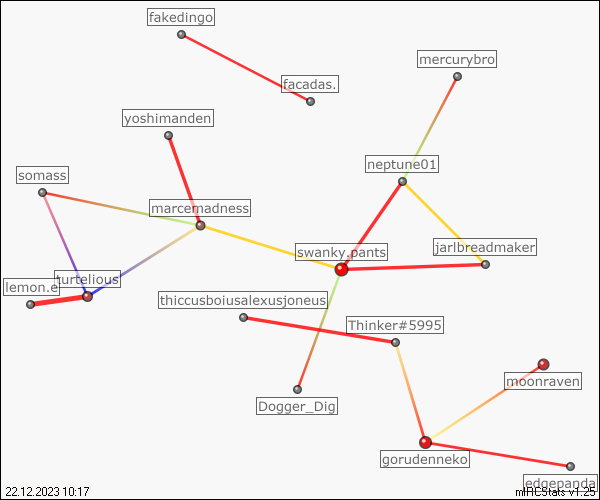 fakedingo
mercurybro
facadas.
yoshimanden
neptune01
somass
marcemadness
jarlbreadmaker
swanky.pants
turtelious
lemon.e
thiccusboiusalexusjoneus
Thinker#5995
moonraven
Dogger_Dig
gorudenneko
edgepanda
22.12.2023 10:17
mIRCStats v1.25